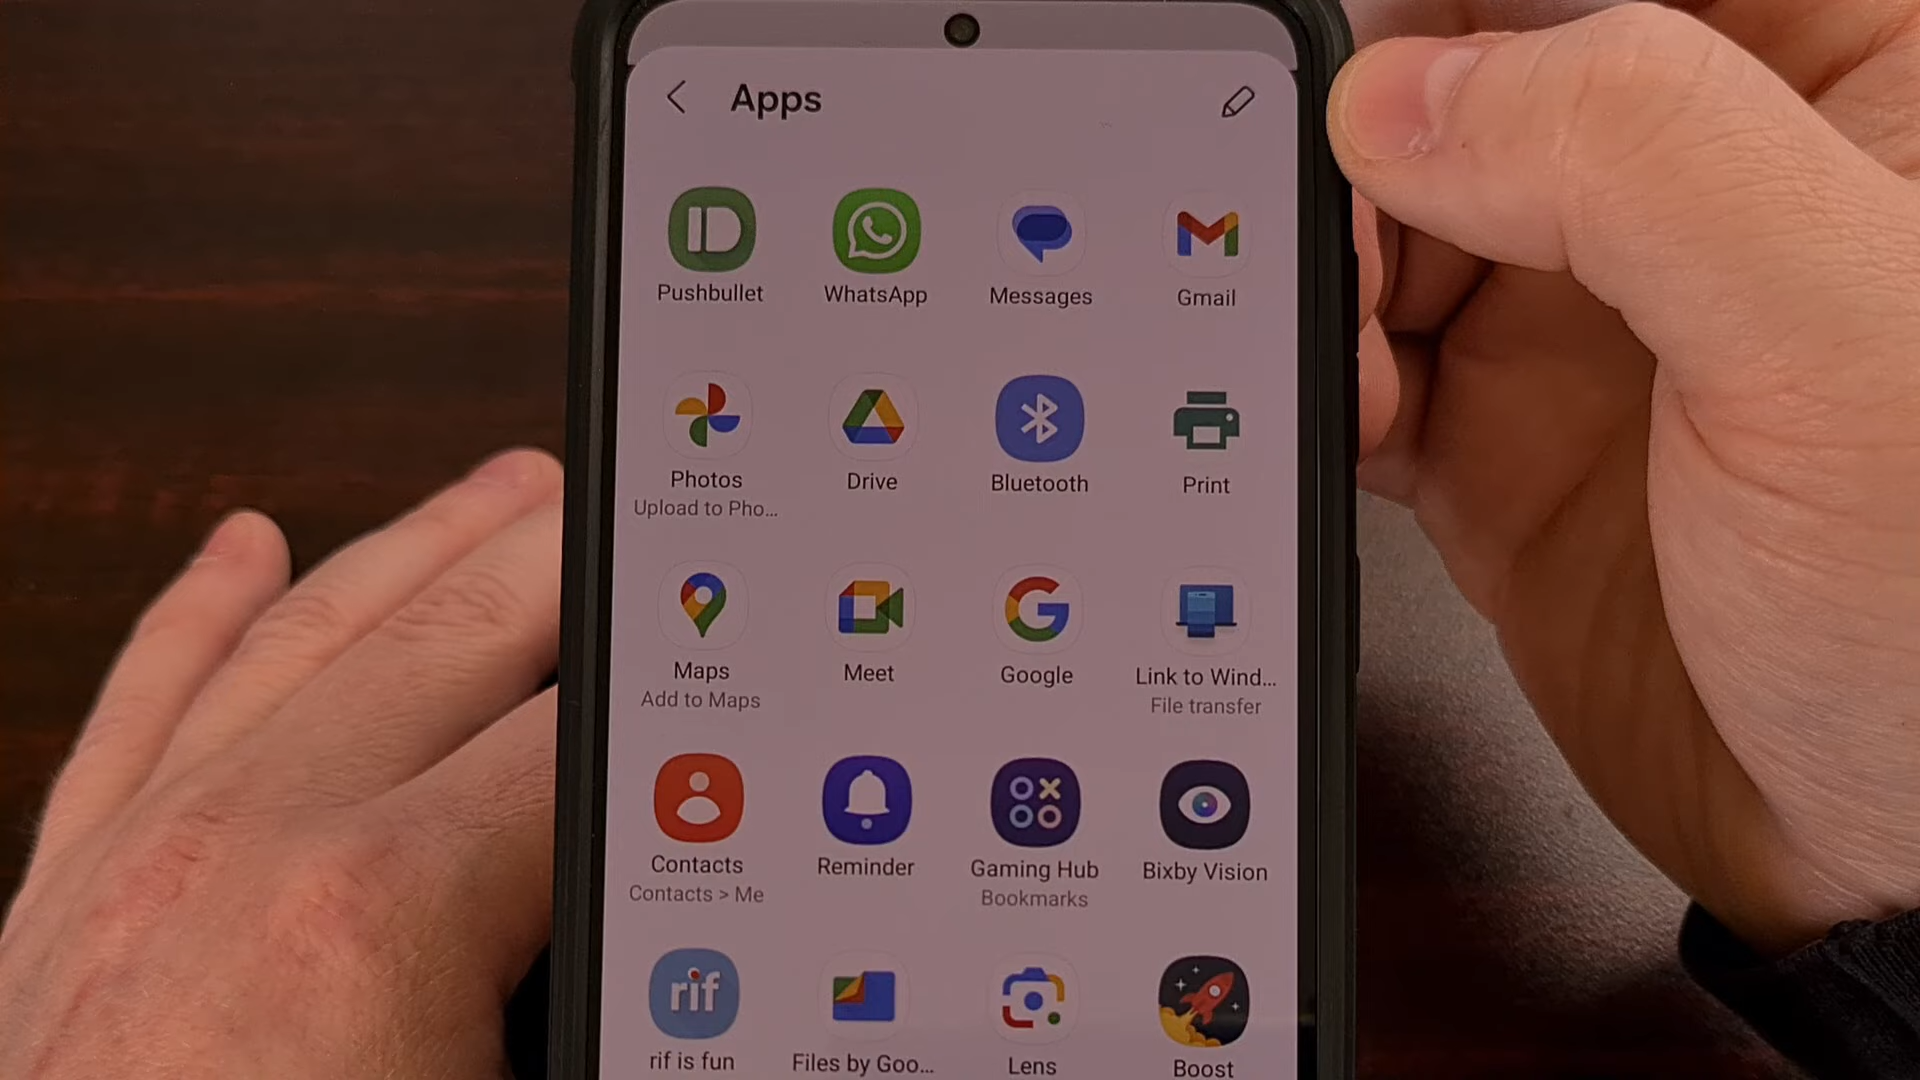 Apps
Pushbullet
WhatsApp
Messages
Gmail
Photos
Upload to Pho...
Drive
Bluetooth
Print
Maps
Add to Maps
Meet
Google
Link to Wind...
File transfer
Contacts
Contacts > Me
Reminder
Gaming Hub
Bookmarks
Bixby Vision
rif
rif is fun
Files by Goo...
Lens
Boost